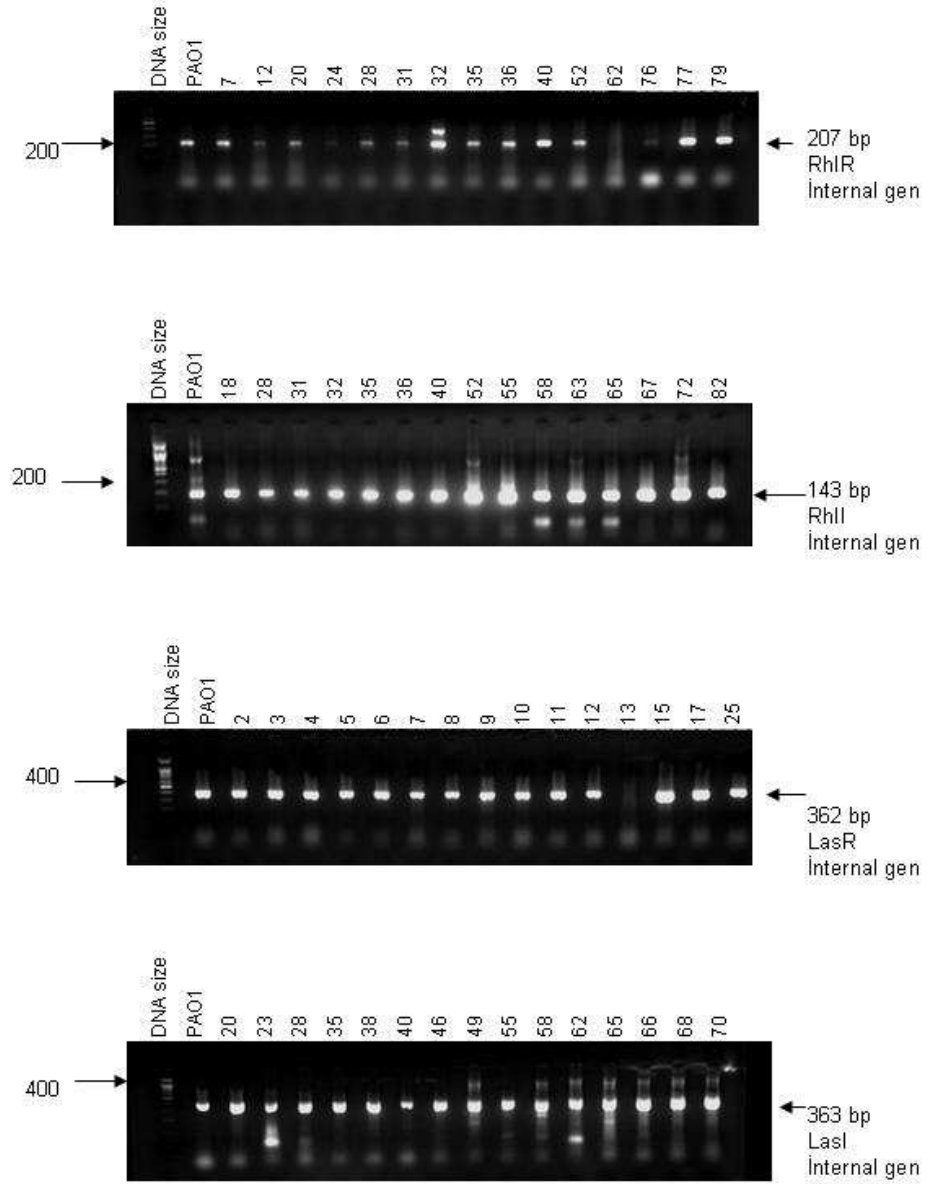 DNA size PAO1 7 12 20 24 28 31 32 35 36 40 52 62 76 77 79
200
207 bp
RhlR
İnternal gen
DNA size PAO1 18 28 31 32 35 36 40 52 55 58 63 65 67 72 82
200
143 bp
RhlI
İnternal gen
DNA size PAO1 2 3 4 5 6 7 8 9 10 11 12 13 15 17 25
400
362 bp
LasR
İnternal gen
DNA size PAO1 20 23 28 35 38 40 46 49 55 58 62 65 66 68 70
400
363 bp
LasI
İnternal gen